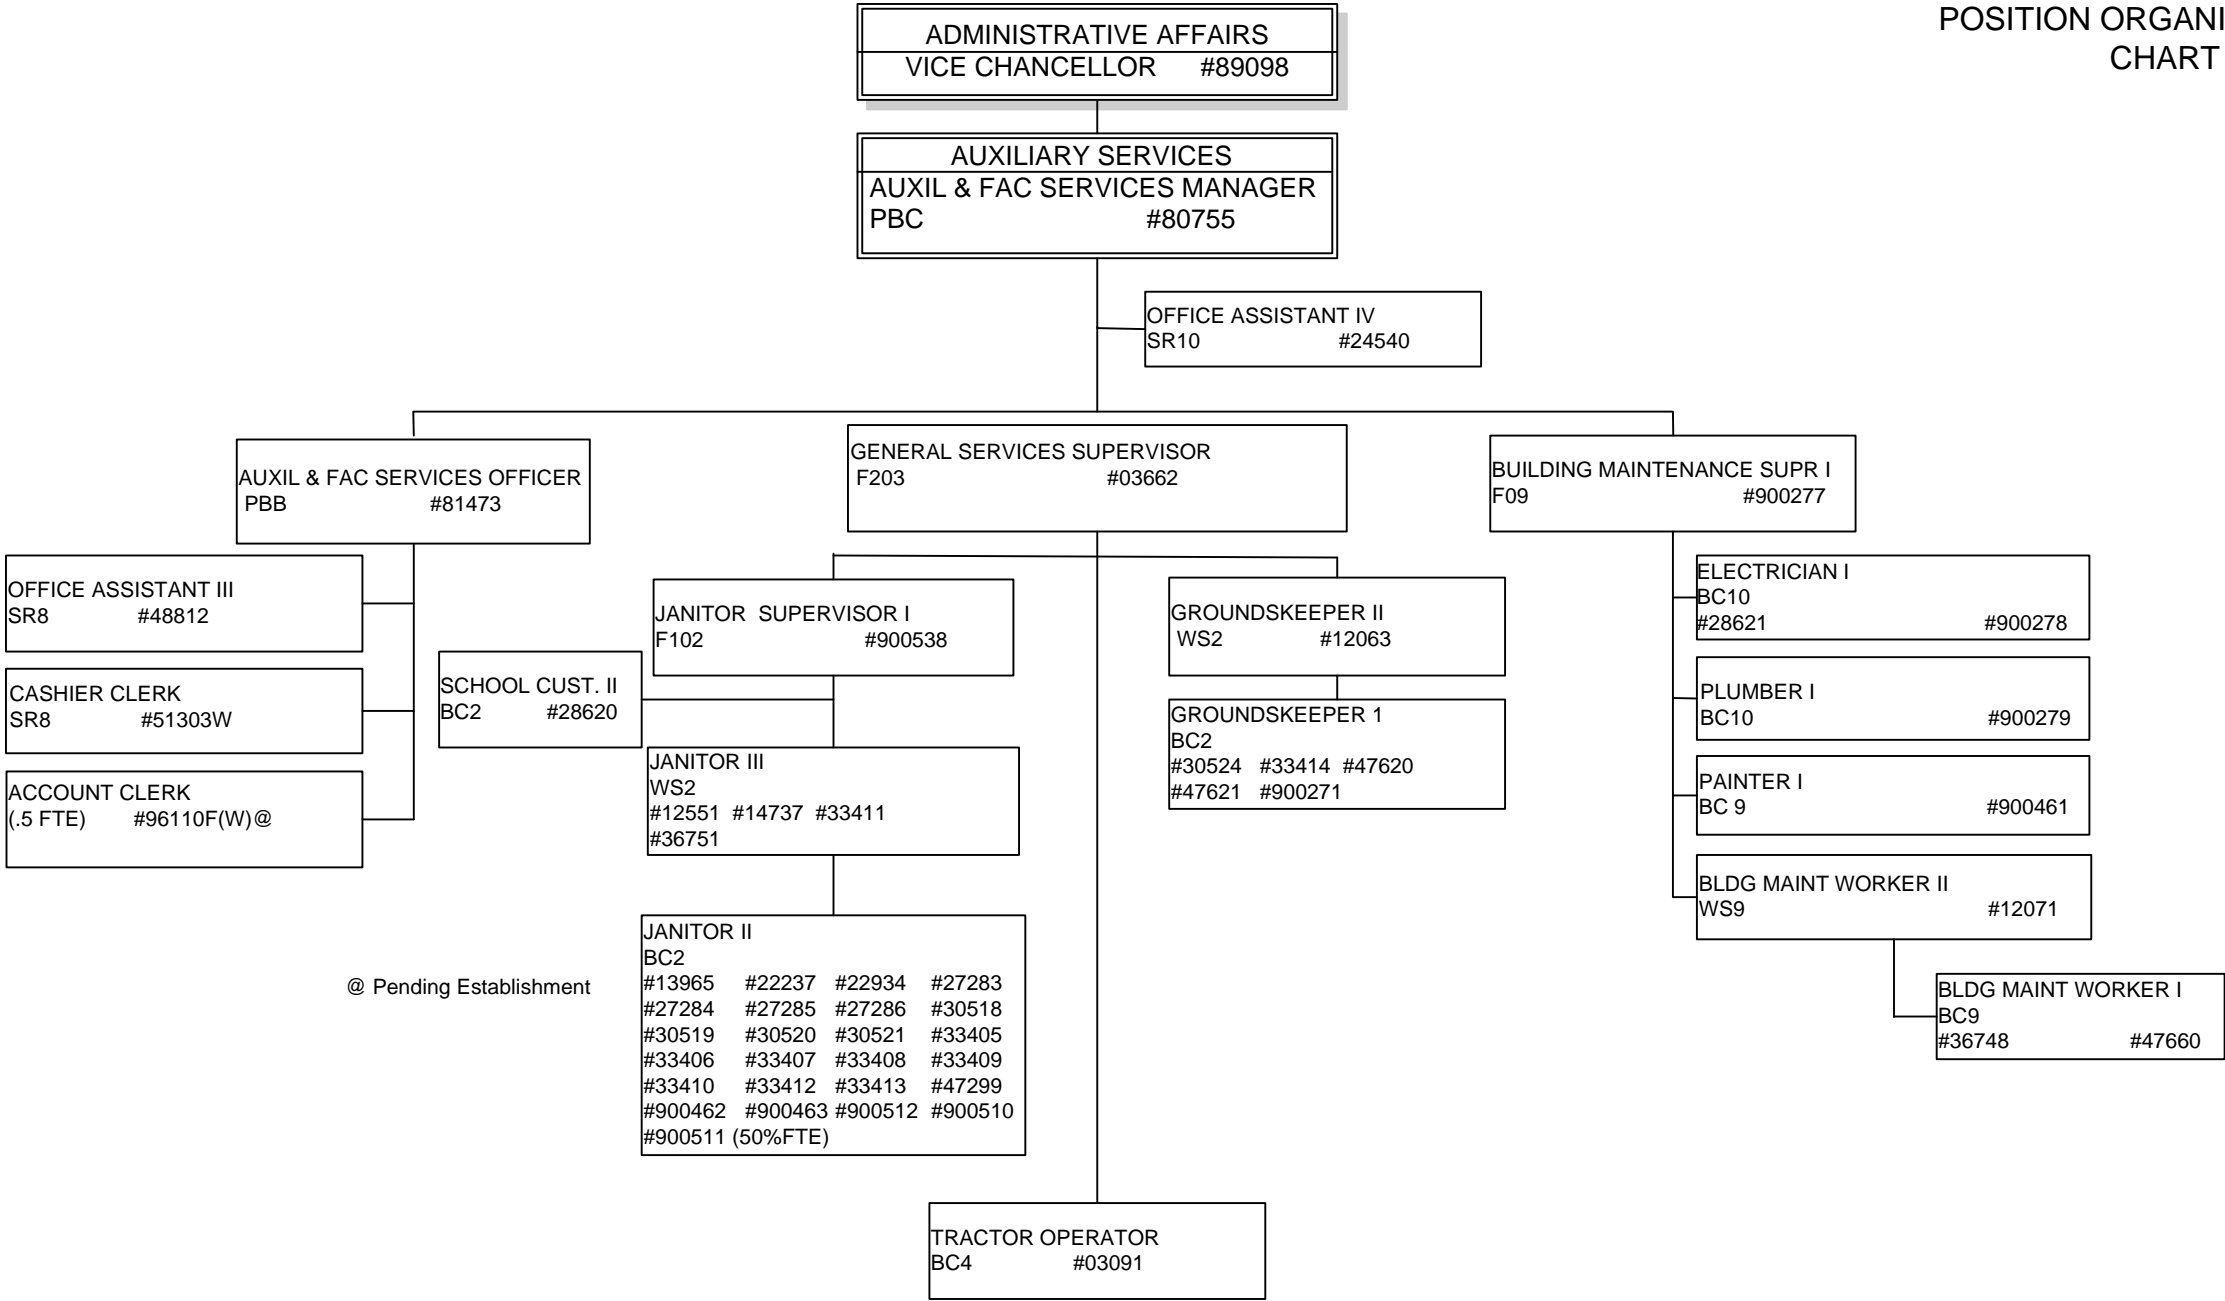 POSITION ORGANI
CHART
ADMINISTRATIVE AFFAIRS
VICE CHANCELLOR #89098
AUXILIARY SERVICES
AUXIL & FAC SERVICES MANAGER
PBC #80755
OFFICE ASSISTANT IV
SR10 #24540
AUXIL & FAC SERVICES OFFICER
PBB #81473
OFFICE ASSISTANT III
SR8 #48812
CASHIER CLERK
SR8 #51303W
ACCOUNT CLERK
(.5 FTE) #96110F(W)@
GENERAL SERVICES SUPERVISOR
F203 #03662
JANITOR SUPERVISOR I
F102 #900538
SCHOOL CUST. II
BC2 #28620
JANITOR III
WS2
#12551 #14737 #33411
#36751
JANITOR II
BC2
#13965 #22237 #22934 #27283
#27284 #27285 #27286 #30518
#30519 #30520 #30521 #33405
#33406 #33407 #33408 #33409
#33410 #33412 #33413 #47299
#900462 #900463 #900512 #900510
#900511 (50%FTE)
GROUNDSKEEPER II
WS2 #12063
GROUNDSKEEPER 1
BC2
#30524 #33414 #47620
#47621 #900271
TRACTOR OPERATOR
BC4 #03091
BUILDING MAINTENANCE SUPR I
F09 #900277
ELECTRICIAN I
BC10
#28621 #900278
PLUMBER I
BC10 #900279
PAINTER I
BC 9 #900461
BLDG MAINT WORKER II
WS9 #12071
BLDG MAINT WORKER I
BC9
#36748 #47660
@ Pending Establishment